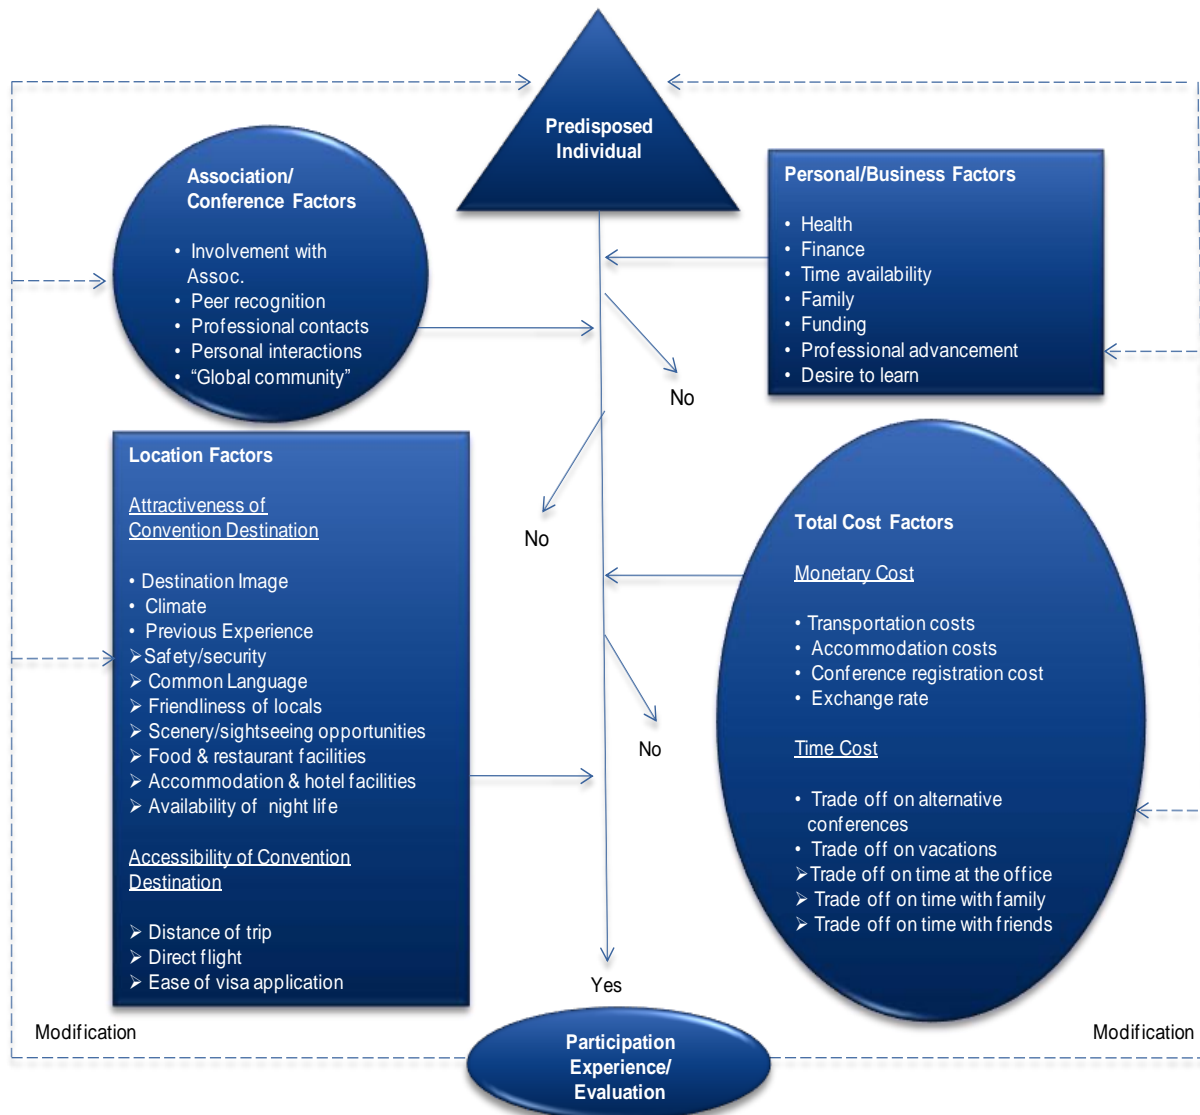 Predisposed
Individual
Association/
Conference Factors
• Involvement with
Assoc.
• Peer recognition
• Professional contacts
• Personal interactions
• “Global community”
Personal/Business Factors
• Health
• Finance
• Time availability
• Family
• Funding
• Professional advancement
• Desire to learn
No
No
Location Factors
Attractiveness of
Convention Destination
• Destination Image
• Climate
• Previous Experience
➢Safety/security
➢ Common Language
➢ Friendliness of locals
➢ Scenery/sightseeing opportunities
➢ Food & restaurant facilities
➢ Accommodation & hotel facilities
➢ Availability of night life
Accessibility of Convention
Destination
➢ Distance of trip
➢ Direct flight
➢ Ease of visa application
Total Cost Factors
Monetary Cost
• Transportation costs
• Accommodation costs
• Conference registration cost
• Exchange rate
Time Cost
• Trade off on alternative
conferences
• Trade off on vacations
➢Trade off on time at the office
➢ Trade off on time with family
➢ Trade off on time with friends
No
Yes
Modification
Modification
Participation
Experience/
Evaluation